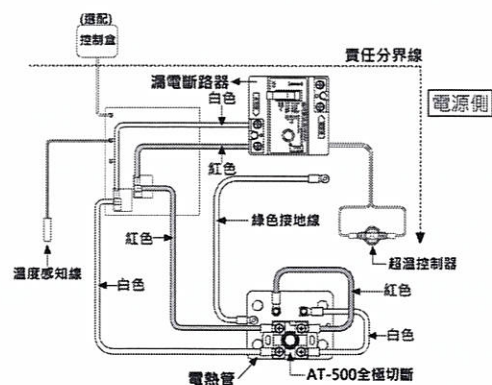 (選配)
控制盒
責任分界線
漏電斷路器
白色
電源側
紅色
綠色接地線
紅色
超溫控制器
溫度感知線
白色
紅色
白色
電熱管
AT-500全極切斷